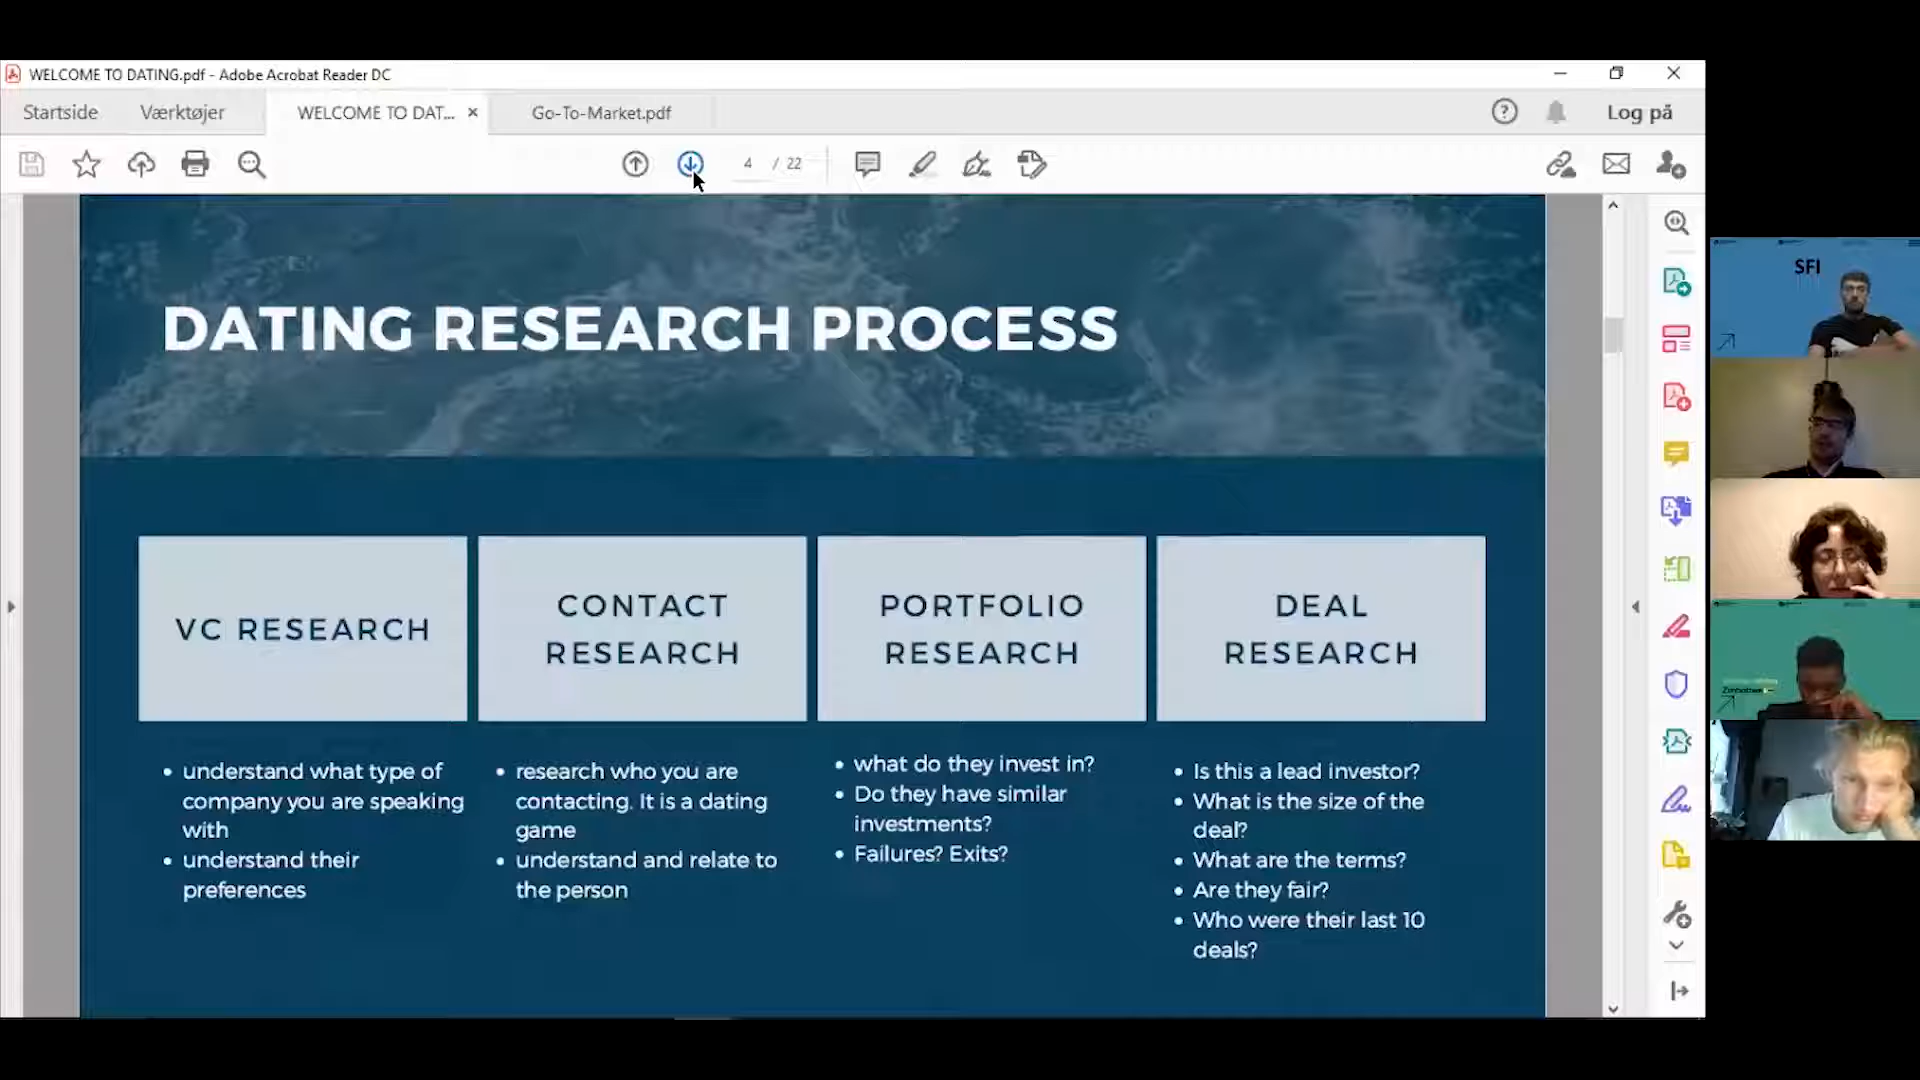 WELCOME TO DATING.pdf - Adobe Acrobat Reader DC
Startside
Værktøjer
WELCOME TO DAT...
Go-To-Market.pdf
Log på
4 / 22
DATING RESEARCH PROCESS
VC RESEARCH
CONTACT
RESEARCH
PORTFOLIO
RESEARCH
DEAL
RESEARCH
• understand what type of
company you are speaking
with
• understand their
preferences
• research who you are
contacting. It is a dating
game
• understand and relate to
the person
• what do they invest in?
• Do they have similar
investments?
• Failures? Exits?
• Is this a lead investor?
• What is the size of the
deal?
• What are the terms?
• Are they fair?
• Who were their last 10
deals?
SFI